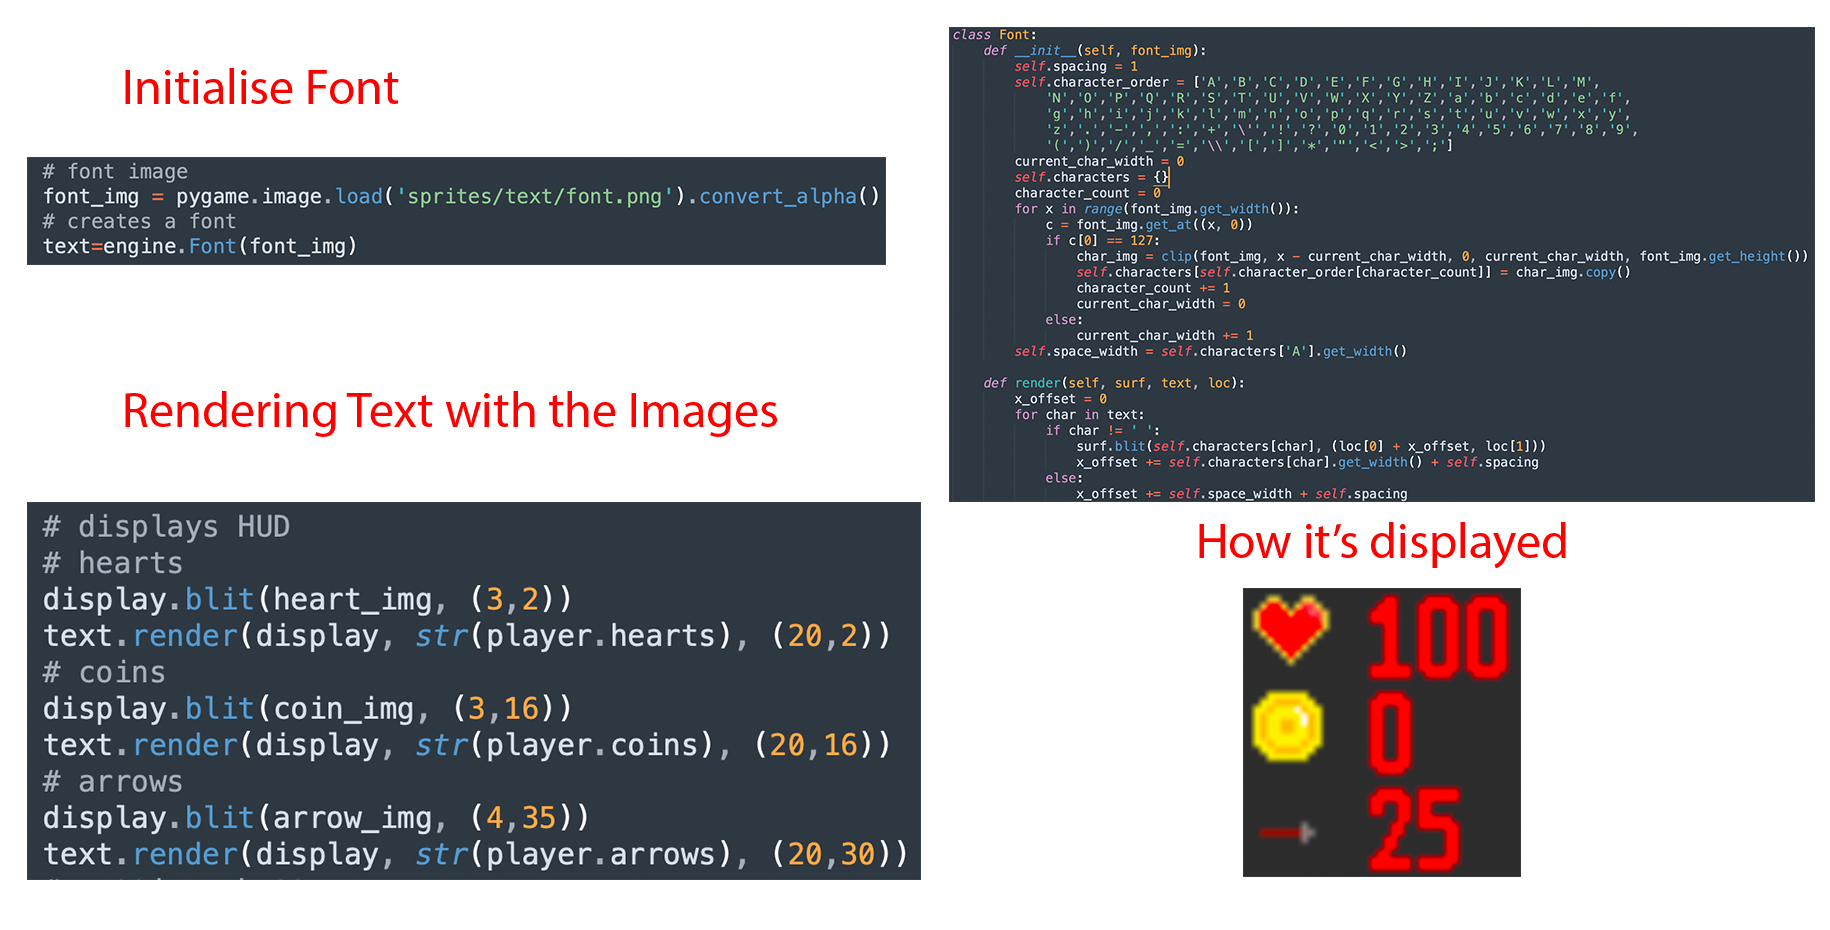 Initialise Font
# font image
font_img = pygame.image.load('sprites/text/font.png').convert_alpha()
# creates a font
text=engine.Font(font_img)
Rendering Text with the Images
# displays HUD
# hearts
display.blit(heart_img, (3,2))
text.render(display, str(player.hearts), (20,2))
# coins
display.blit(coin_img, (3,16))
text.render(display, str(player.coins), (20,16))
# arrows
display.blit(arrow_img, (4,35))
text.render(display, str(player.arrows), (20,30))
class Font:
def __init__(self, font_img):
self.spacing = 1
self.character_order = ['A','B','C','D','E','F','G','H','I','J','K','L','M',
'N','O','P','Q','R','S','T','U','V','W','X','Y','Z','a','b','c','d','e','f',
'g','h','i','j','k','l','m','n','o','p','q','r','s','t','u','v','w','x','y',
'z','.','-',',',':','+','\'','!','?','0','1','2','3','4','5','6','7','8','9',
'(',')','/','_','=','\\','[',']','*','"','<','>',';']
current_char_width = 0
self.characters = {}
character_count = 0
for x in range(font_img.get_width()):
c = font_img.get_at((x, 0))
if c[0] == 127:
char_img = clip(font_img, x - current_char_width, 0, current_char_width, font_img.get_height())
self.characters[self.character_order[character_count]] = char_img.copy()
character_count += 1
current_char_width = 0
else:
current_char_width += 1
self.space_width = self.characters['A'].get_width()
def render(self, surf, text, loc):
x_offset = 0
for char in text:
if char != ' ':
surf.blit(self.characters[char], (loc[0] + x_offset, loc[1]))
x_offset += self.characters[char].get_width() + self.spacing
else:
x_offset += self.space_width + self.spacing
How it's displayed
100
0
25